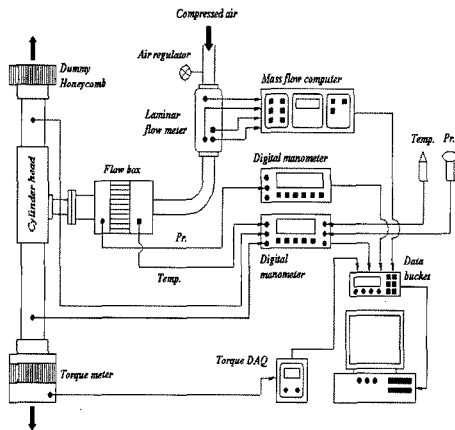 Compressed air
Air regulator
Dummy
Honeycomb
Mass flow computer
Laminar
flow meter
Temp.
Pr.
Cylinder head
Flow box
Digital manometer
Pr.
Temp.
Digital
manometer
Data
bucket
Torque DAQ
Torque meter